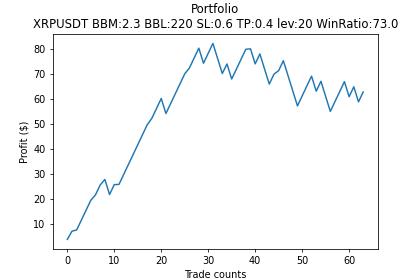 Portfolio
XRPUSDT BBM:2.3 BBL:220 SL:0.6 TP:0.4 lev:20 WinRatio:73.0
80
70
60
50
40
30
20
10
Profit ($)
0 10 20 30 40 50 60
Trade counts